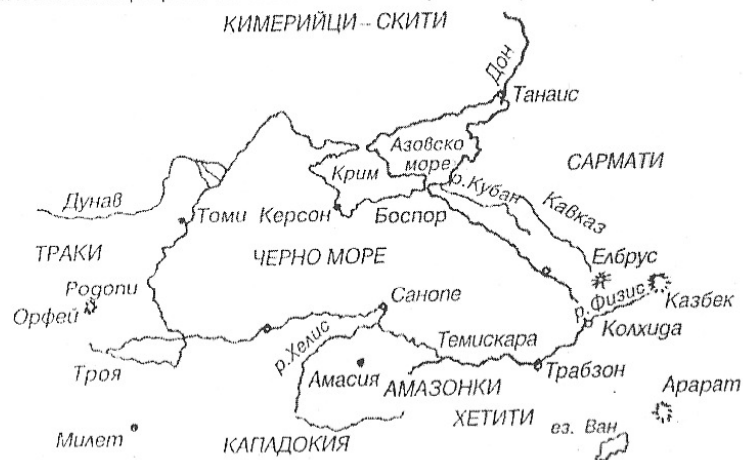 КИМЕРИЙЦИ - СКИТИ
Дон
Танаис
Азовско
море
САРМАТИ
Крим
р.Кубан
Кавказ
Дунав
Томи
Керсон
Боспор
ТРАКИ
ЧЕРНО МОРЕ
Елбрус
Родопи
Орфей
Санопе
р. Физис
Казбек
Колхида
р.Хелис
Темискара
Троя
Амасия
АМАЗОНКИ
Трабзон
Арарат
ХЕТИТИ
Милет
КАПАДОКИЯ
ез. Ван